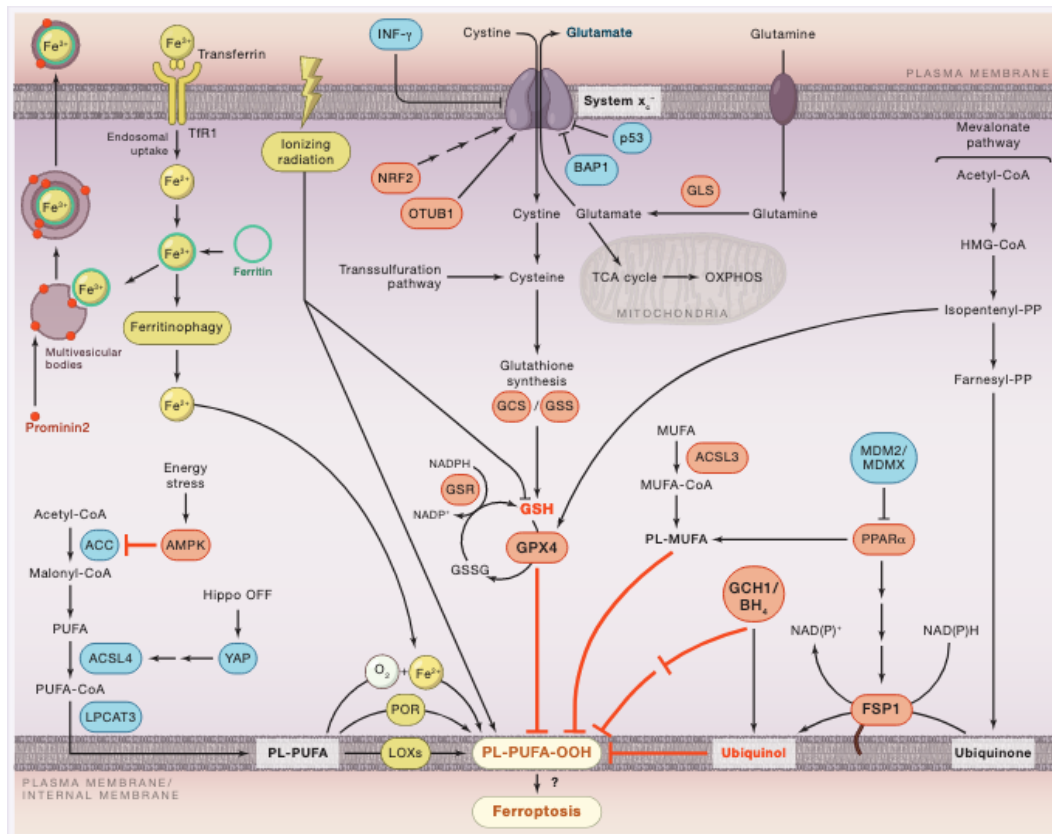 Fe³⁺
Fe³⁺
Transferrin
TfR1
Endosomal
uptake
Fe³⁺
Fe³⁺
Fe³⁺
Ferritin
Fe³⁺
Multivesicular
bodies
Prominin2
Ferritinophagy
Fe²⁺
Ionizing
radiation
INF-γ
Cystine
Glutamate
Glutamine
PLASMA MEMBRANE
System xc⁻
p53
BAP1
NRF2
OTUB1
GLS
Cystine
Glutamate
Glutamine
Transsulfuration
pathway
Cysteine
TCA cycle
OXPHOS
MITOCHONDRIA
Mevalonate
pathway
Acetyl-CoA
HMG-CoA
Isopentenyl-PP
Farnesyl-PP
Glutathione
synthesis
GCS / GSS
NADPH
GSR
NADP⁺
GSH
GPX4
GSSG
MUFA
ACSL3
MUFA-CoA
PL-MUFA
MDM2/
MDMX
PPARα
GCH1/
BH₄
NAD(P)⁺
NAD(P)H
FSP1
Energy
stress
Acetyl-CoA
ACC
AMPK
Malonyl-CoA
Hippo OFF
PUFA
ACSL4
YAP
PUFA-CoA
LPCAT3
O₂ + Fe²⁺
POR
PL-PUFA
LOXs
PL-PUFA-OOH
Ubiquinol
Ubiquinone
PLASMA MEMBRANE/
INTERNAL MEMBRANE
?
Ferroptosis